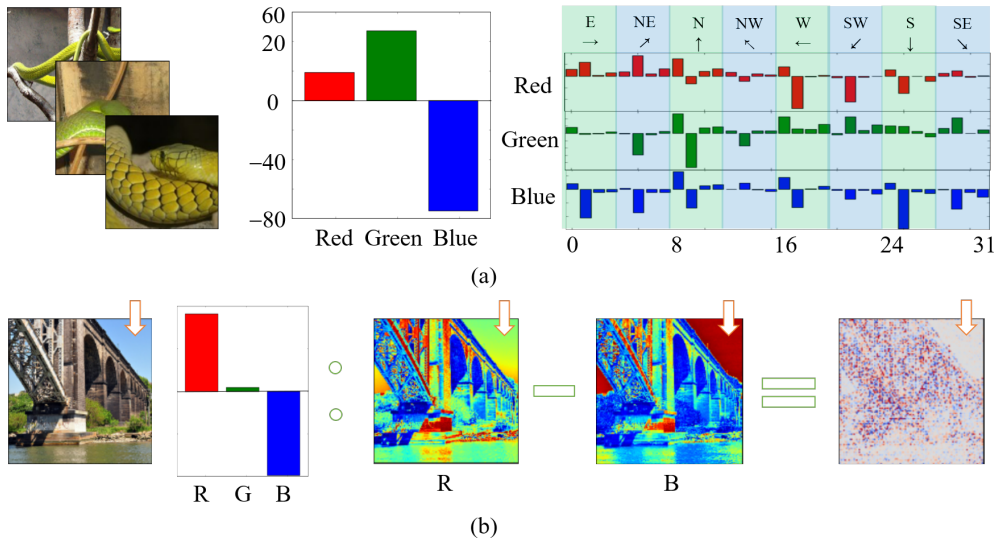 60
20
0
−40
−80
Red Green Blue
E NE N NW W SW S SE
→ ↗ ↑ ↖ ← ↙ ↓ ↘
Red
Green
Blue
0 8 16 24 31
(a)
R G B
R
B
(b)